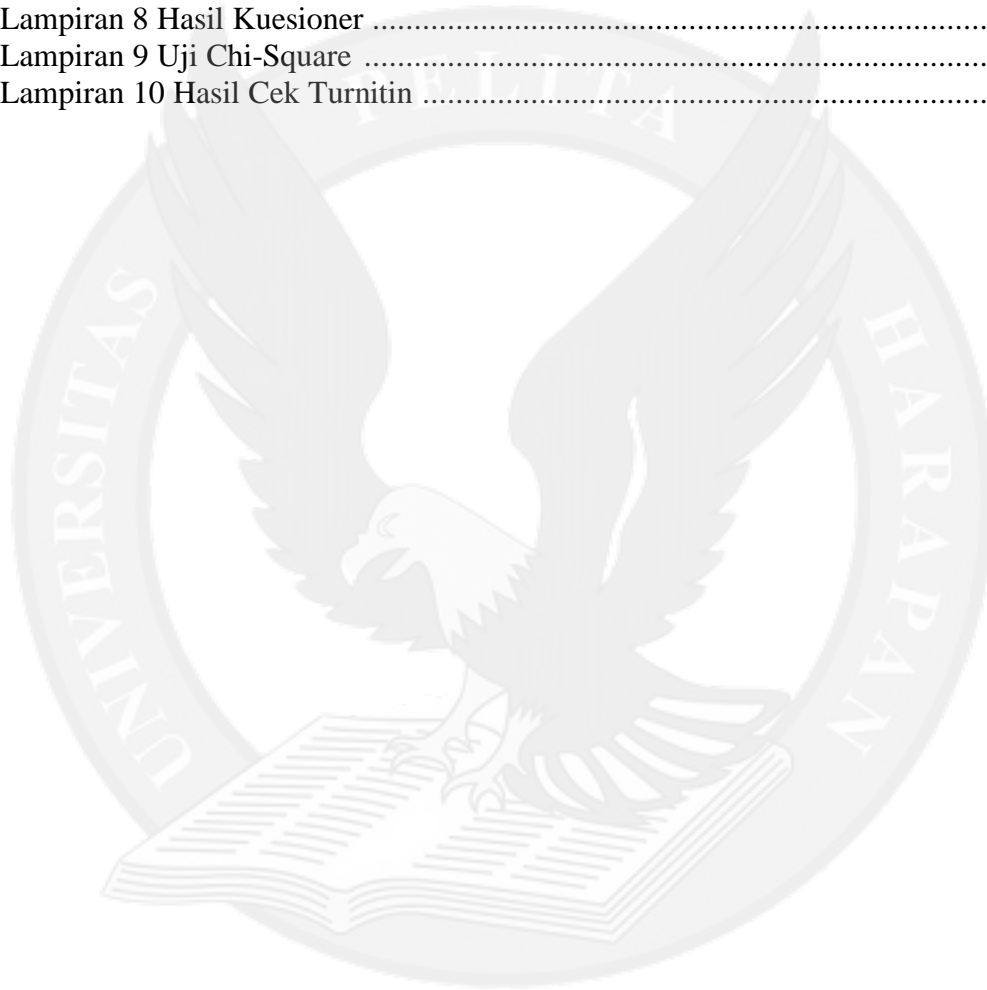 Lampiran 8 Hasil Kuesioner ..........................................................................
Lampiran 9 Uji Chi-Square ...........................................................................
Lampiran 10 Hasil Cek Turnitin ....................................................................
UNIVERSITAS PELITA HARAPAN